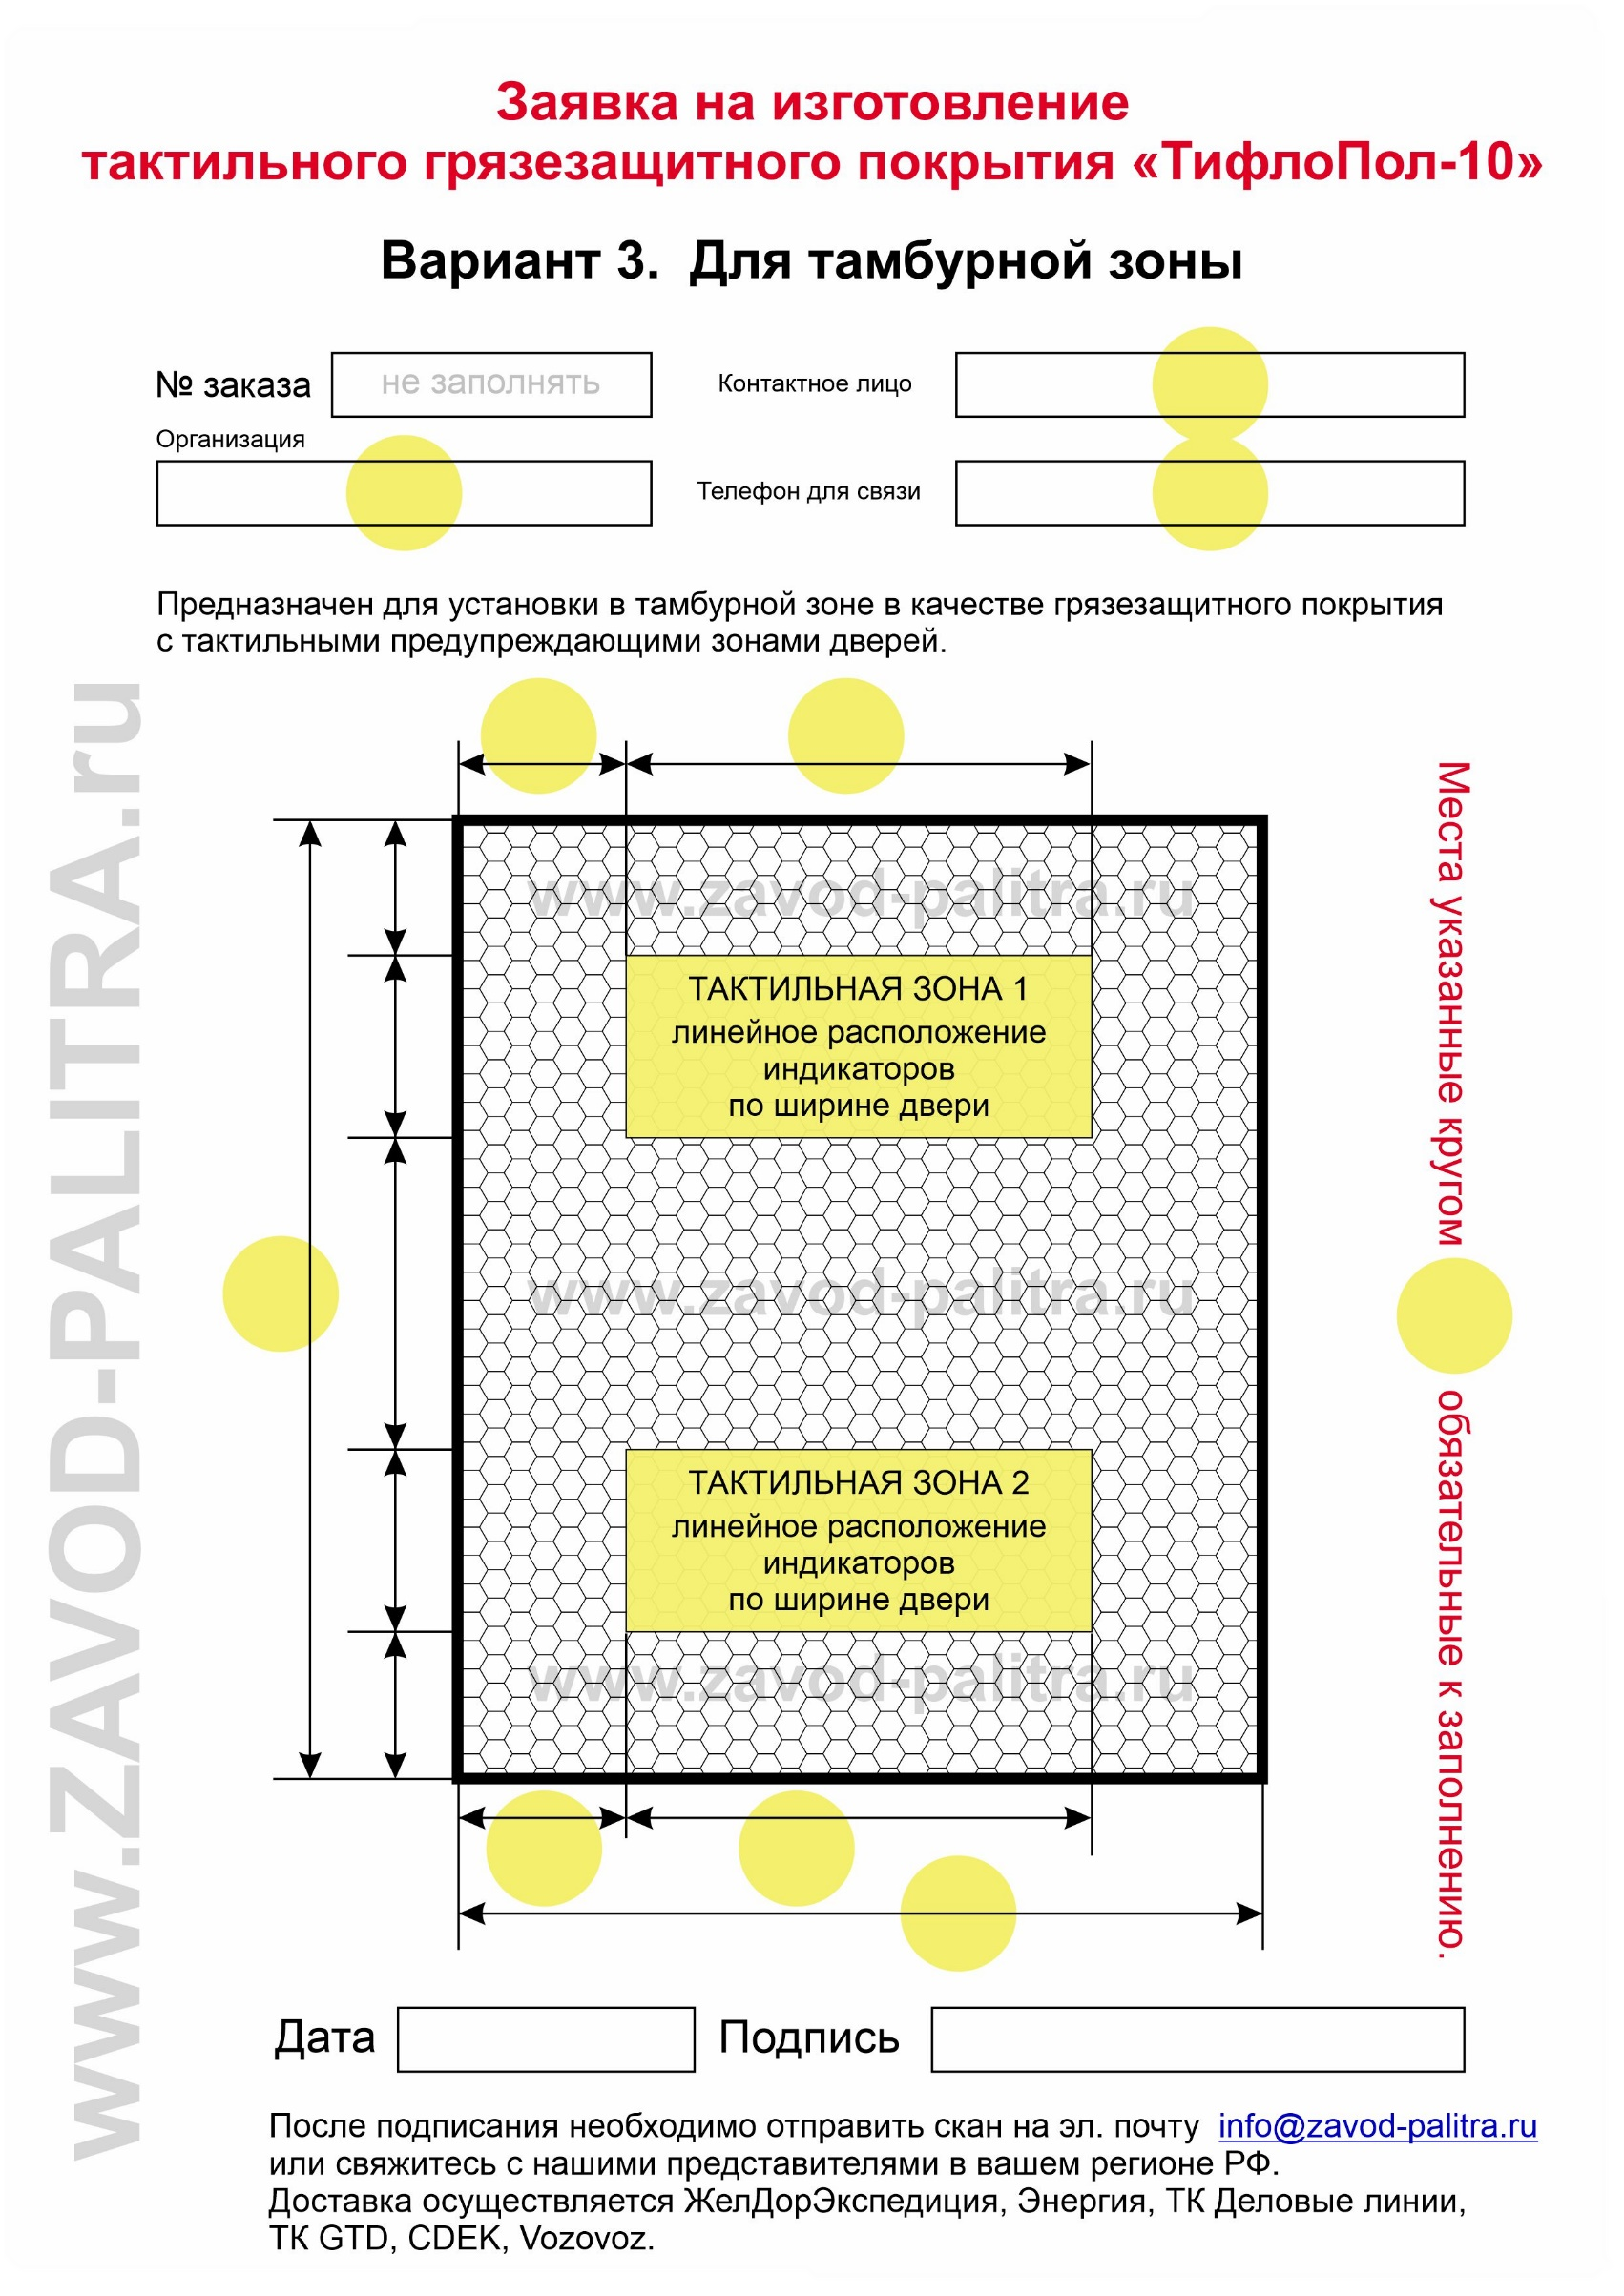 Заявка на изготовление
тактильного грязезащитного покрытия «ТифлоПол-10»
Вариант 3. Для тамбурной зоны
№ заказа
не заполнять
Контактное лицо
Организация
Телефон для связи
Предназначен для установки в тамбурной зоне в качестве грязезащитного покрытия
с тактильными предупреждающими зонами дверей.
www.ZAVOD-PALITRA.ru
www.zavod-palitra.ru
ТАКТИЛЬНАЯ ЗОНА 1
линейное расположение
индикаторов
по ширине двери
www.zavod-palitra.ru
ТАКТИЛЬНАЯ ЗОНА 2
линейное расположение
индикаторов
по ширине двери
www.zavod-palitra.ru
Места указанные кругом обязательные к заполнению.
Дата
Подпись
После подписания необходимо отправить скан на эл. почту info@zavod-palitra.ru
или свяжитесь с нашими представителями в вашем регионе РФ.
Доставка осуществляется ЖелДорЭкспедиция, Энергия, ТК Деловые линии,
ТК GTD, CDEK, Vozovoz.